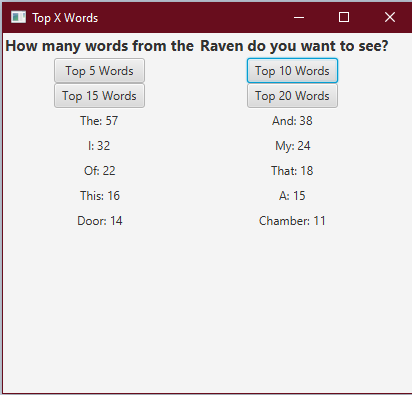 Top X Words
How many words from the Raven do you want to see?
Top 5 Words Top 10 Words
Top 15 Words Top 20 Words
The: 57 And: 38
I: 32 My: 24
Of: 22 That: 18
This: 16 A: 15
Door: 14 Chamber: 11